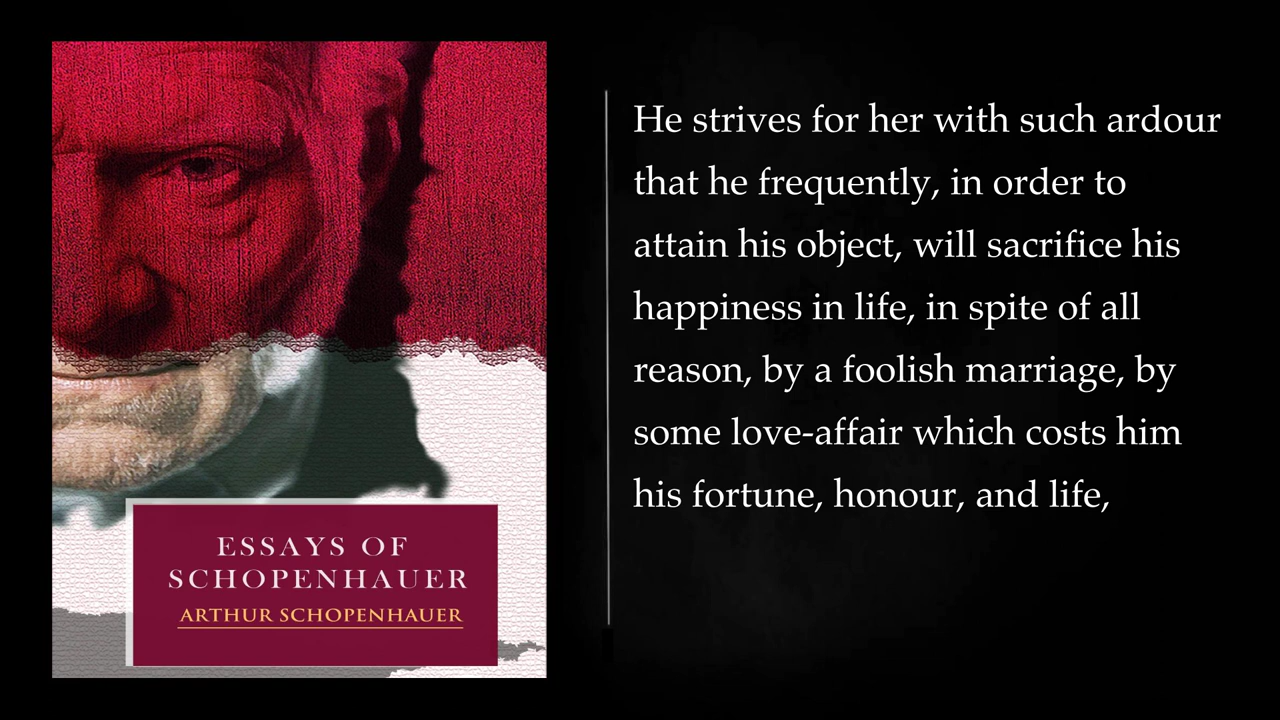 ESSAYS OF
SCHOPENHAUER
ARTHUR SCHOPENHAUER
He strives for her with such ardour
that he frequently, in order to
attain his object, will sacrifice his
happiness in life, in spite of all
reason, by a foolish marriage, by
some love-affair which costs him
his fortune, honour, and life,